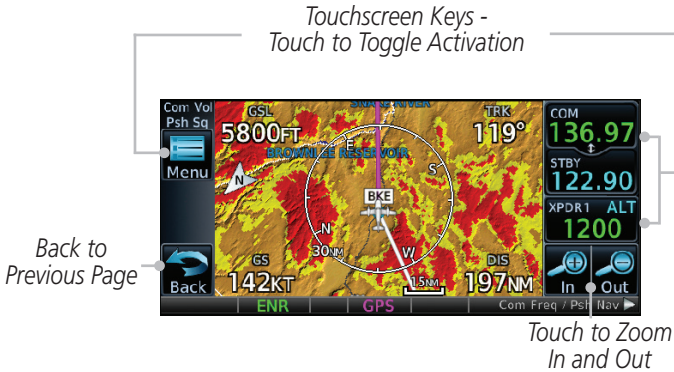 Touchscreen Keys -
Touch to Toggle Activation
Com Vol
Psh Sq
Menu
GSL
5800FT
TRK
119°
BROWNLEE RESERVOIR
E
S
N
BKE
N
W
30NM
GS
142KT
15NM
DIS
197NM
COM
136.97
STBY
122.90
XPDR1 ALT
1200
Back to
Previous Page
Back
In Out
ENR GPS Com Freq / Psh Nav
Touch to Zoom
In and Out